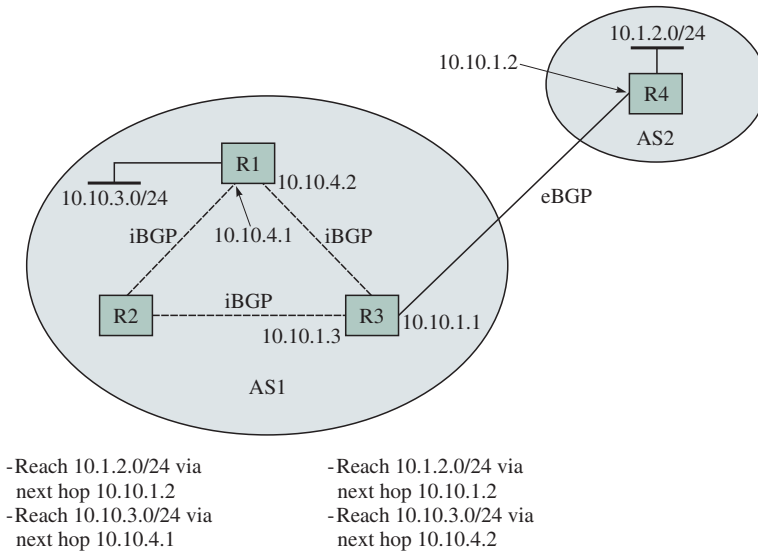 10.1.2.0/24
10.10.1.2
R4
AS2
R1
10.10.4.2
10.10.3.0/24
eBGP
iBGP
10.10.4.1
iBGP
iBGP
R2
R3
10.10.1.1
10.10.1.3
AS1
-Reach 10.1.2.0/24 via
next hop 10.10.1.2
-Reach 10.10.3.0/24 via
next hop 10.10.4.1
-Reach 10.1.2.0/24 via
next hop 10.10.1.2
-Reach 10.10.3.0/24 via
next hop 10.10.4.2